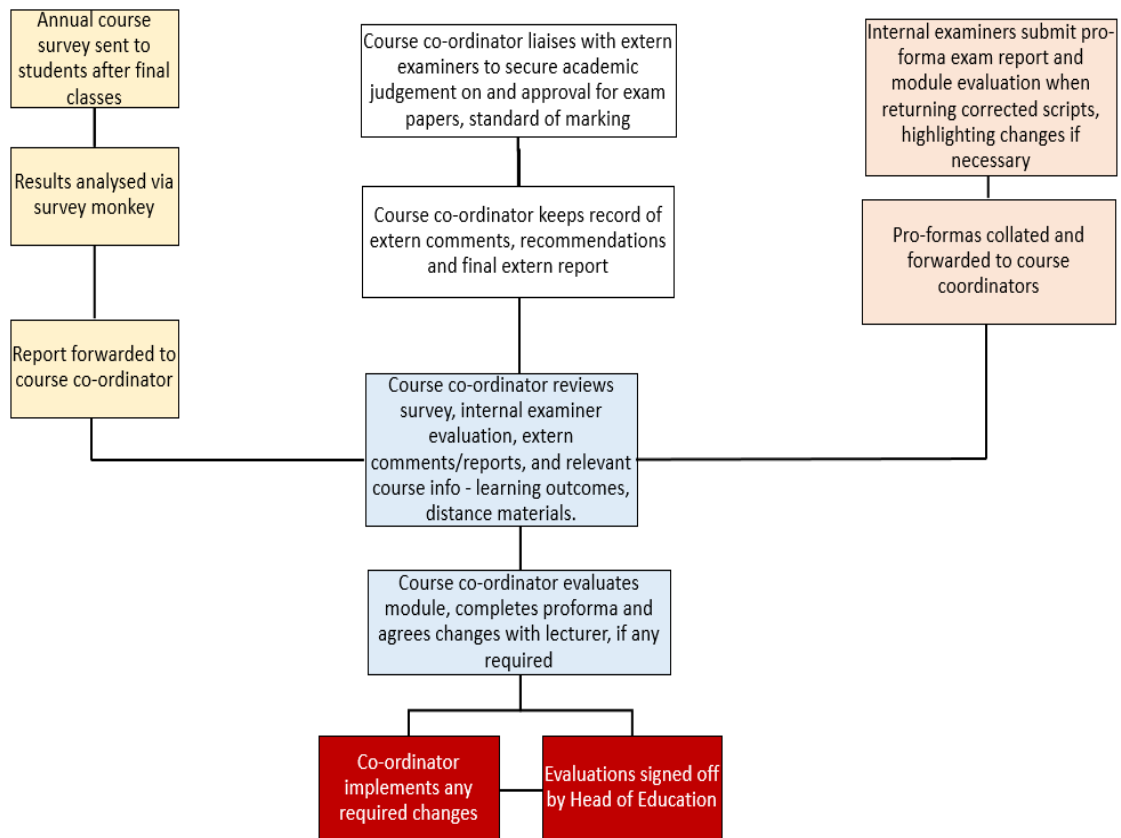 Annual course
survey sent to
students after final
classes
Results analysed via
survey monkey
Report forwarded to
course co-ordinator
Course co-ordinator liaises with extern
examiners to secure academic
judgement on and approval for exam
papers, standard of marking
Course co-ordinator keeps record of
extern comments, recommendations
and final extern report
Internal examiners submit pro-
forma exam report and
module evaluation when
returning corrected scripts,
highlighting changes if
necessary
Pro-formas collated and
forwarded to course
coordinators
Course co-ordinator reviews
survey, internal examiner
evaluation, extern
comments/reports, and relevant
course info - learning outcomes,
distance materials.
Course co-ordinator evaluates
module, completes proforma and
agrees changes with lecturer, if any
required
Co-ordinator
implements any
required changes
Evaluations signed off
by Head of Education